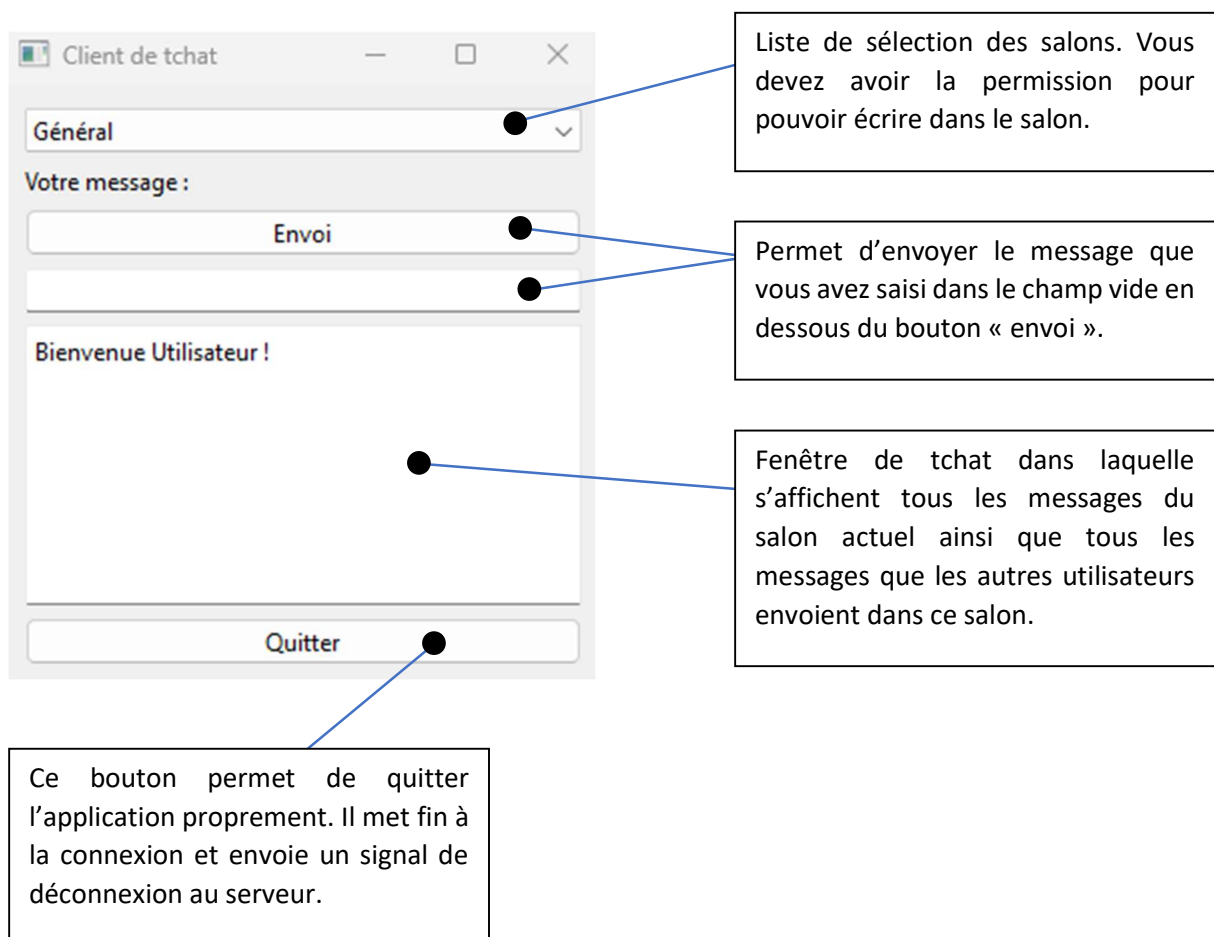 Client de tchat
Général
Votre message :
Envoi
Bienvenue Utilisateur !
Quitter
Liste de sélection des salons. Vous
devez avoir la permission pour
pouvoir écrire dans le salon.
Permet d’envoyer le message que
vous avez saisi dans le champ vide en
dessous du bouton « envoi ».
Fenêtre de tchat dans laquelle
s’affichent tous les messages du
salon actuel ainsi que tous les
messages que les autres utilisateurs
envoient dans ce salon.
Ce bouton permet de quitter
l’application proprement. Il met fin à
la connexion et envoie un signal de
déconnexion au serveur.